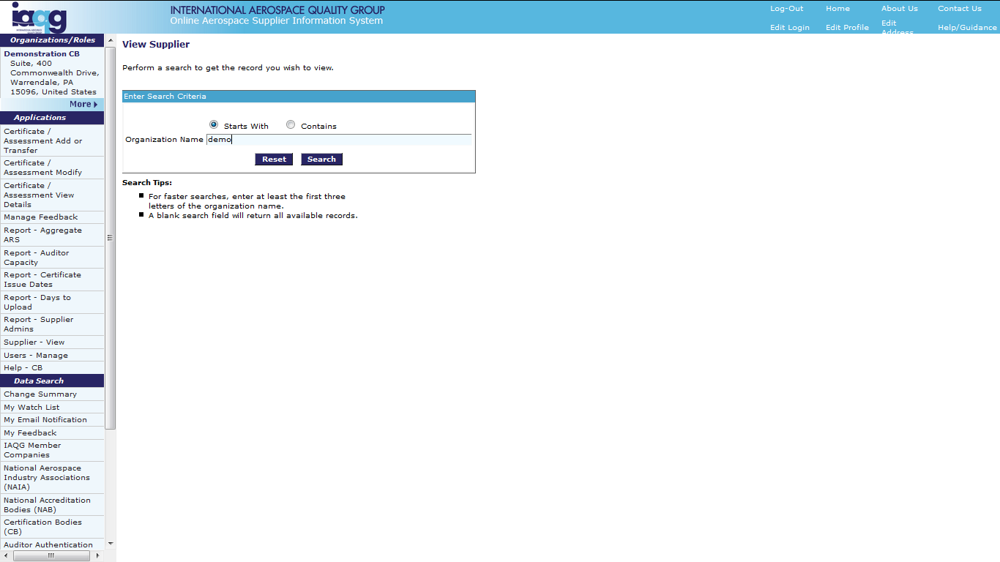 iaqg
INTERNATIONAL AEROSPACE QUALITY GROUP
Online Aerospace Supplier Information System
Log-Out
Home
About Us
Contact Us
Edit Login
Edit Profile
Edit
Address
Help/Guidance
Organizations/Roles
Demonstration CB
Suite, 400
Commonwealth Drive,
Warrendale, PA
15096, United States
More
Applications
Certificate /
Assessment Add or
Transfer
Certificate /
Assessment Modify
Certificate /
Assessment View
Details
Manage Feedback
Report - Aggregate
ARS
Report - Auditor
Capacity
Report - Certificate
Issue Dates
Report - Days to
Upload
Report - Supplier
Admins
Supplier - View
Users - Manage
Help - CB
Data Search
Change Summary
My Watch List
My Email Notification
My Feedback
IAQG Member
Companies
National Aerospace
Industry Associations
(NAIA)
National Accreditation
Bodies (NAB)
Certification Bodies
(CB)
Auditor Authentication
View Supplier
Perform a search to get the record you wish to view.
Enter Search Criteria
Starts With
Contains
Organization Name demo
Reset
Search
Search Tips:
For faster searches, enter at least the first three
letters of the organization name.
A blank search field will return all available records.